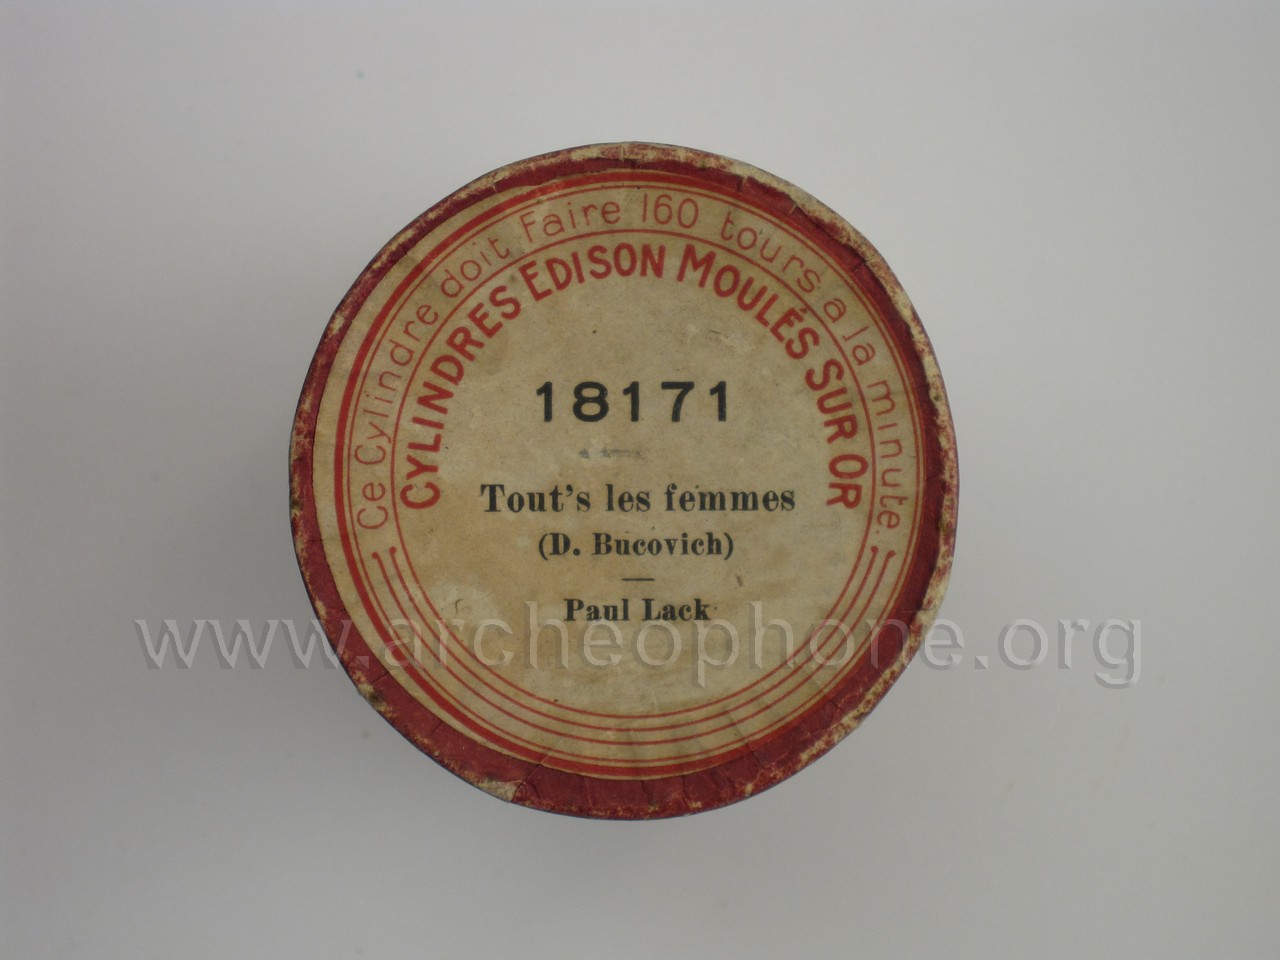 Ce Cylindre doit Faire 160 tours a la minute.
CYLINDRES EDISON MOULÉS SUR OR
18171
Tout's les femmes
(D. Bucovich)
Paul Lack
www.archeophone.org